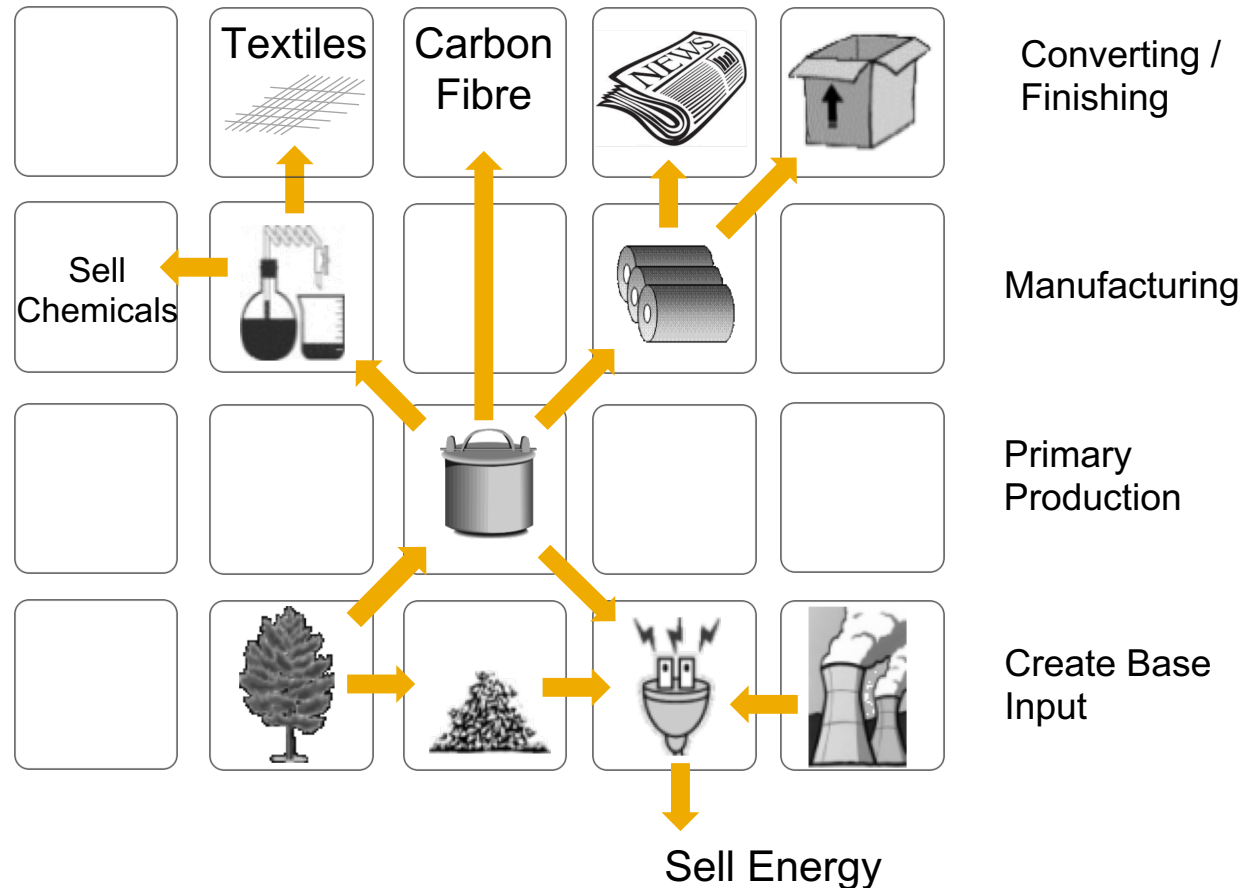 Textiles
Carbon
Fibre
NEWS
Converting /
Finishing
Sell
Chemicals
Manufacturing
Primary
Production
Create Base
Input
Sell Energy